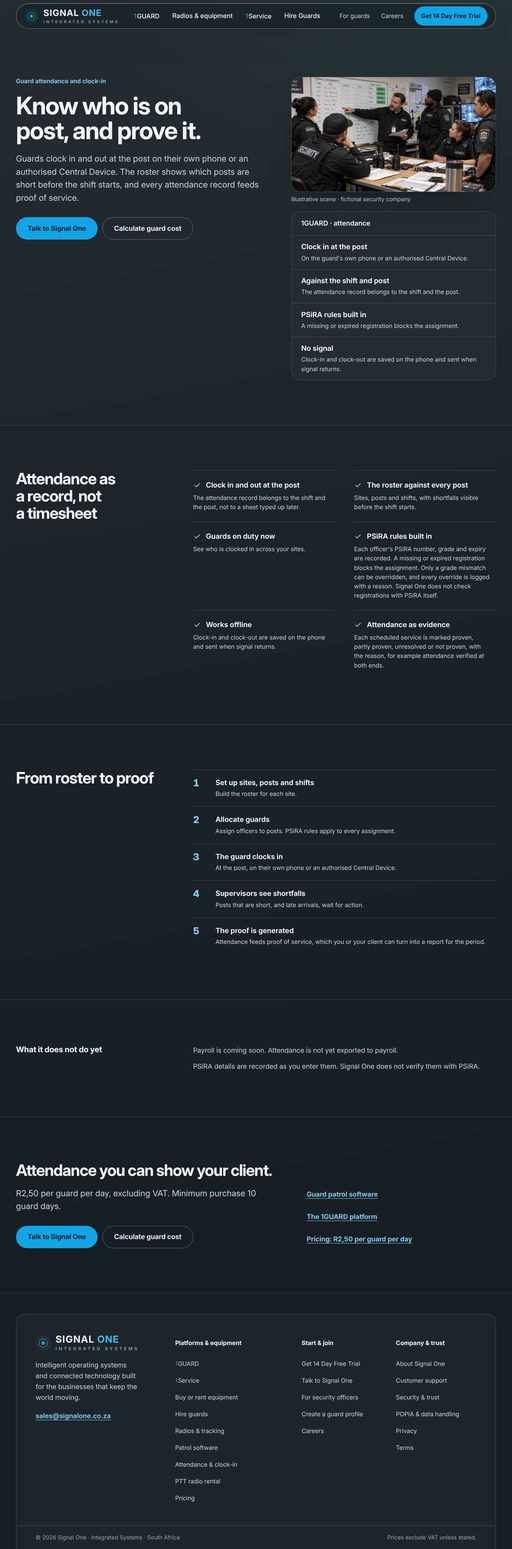 SIGNAL ONE
INTEGRATED SYSTEMS
1GUARD
Radios & equipment
1Service
Hire Guards
For guards
Careers
Get 14 Day Free Trial
Guard attendance and clock-in
Know who is on
post, and prove it.
Guards clock in and out at the post on their own phone or an
authorised Central Device. The roster shows which posts are
short before the shift starts, and every attendance record feeds
proof of service.
Talk to Signal One
Calculate guard cost
SECURITY
Illustrative scene · fictional security company
1GUARD · attendance
Clock in at the post
On the guard's own phone or an authorised Central Device.
Against the shift and post
The attendance record belongs to the shift and the post.
PSiRA rules built in
A missing or expired registration blocks the assignment.
No signal
Clock-in and clock-out are saved on the phone and sent when
signal returns.
Attendance as
a record, not
a timesheet
Clock in and out at the post
The attendance record belongs to the shift and
the post, not to a sheet typed up later.
The roster against every post
Sites, posts and shifts, with shortfalls visible
before the shift starts.
Guards on duty now
See who is clocked in across your sites.
PSiRA rules built in
Each officer's PSiRA number, grade and expiry
are recorded. A missing or expired registration
blocks the assignment. Only a grade mismatch
can be overridden, and every override is logged
with a reason. Signal One does not check
registrations with PSiRA itself.
Works offline
Clock-in and clock-out are saved on the phone
and sent when signal returns.
Attendance as evidence
Each scheduled service is marked proven,
partly proven, unresolved or not proven, with
the reason, for example attendance verified at
both ends.
From roster to proof
1
Set up sites, posts and shifts
Build the roster for each site.
2
Allocate guards
Assign officers to posts. PSiRA rules apply to every assignment.
3
The guard clocks in
At the post, on their own phone or an authorised Central Device.
4
Supervisors see shortfalls
Posts that are short, and late arrivals, wait for action.
5
The proof is generated
Attendance feeds proof of service, which you or your client can turn into a report for the period.
What it does not do yet
Payroll is coming soon. Attendance is not yet exported to payroll.
PSiRA details are recorded as you enter them. Signal One does not verify them with PSiRA.
Attendance you can show your client.
R2,50 per guard per day, excluding VAT. Minimum purchase 10
guard days.
Talk to Signal One
Calculate guard cost
Guard patrol software
The 1GUARD platform
Pricing: R2,50 per guard per day
SIGNAL ONE
INTEGRATED SYSTEMS
Intelligent operating systems
and connected technology built
for the businesses that keep the
world moving.
sales@signalone.co.za
Platforms & equipment
1GUARD
1Service
Buy or rent equipment
Hire guards
Radios & tracking
Patrol software
Attendance & clock-in
PTT radio rental
Pricing
Start & join
Get 14 Day Free Trial
Talk to Signal One
For security officers
Create a guard profile
Careers
Company & trust
About Signal One
Customer support
Security & trust
POPIA & data handling
Privacy
Terms
© 2026 Signal One · Integrated Systems · South Africa
Prices exclude VAT unless stated.